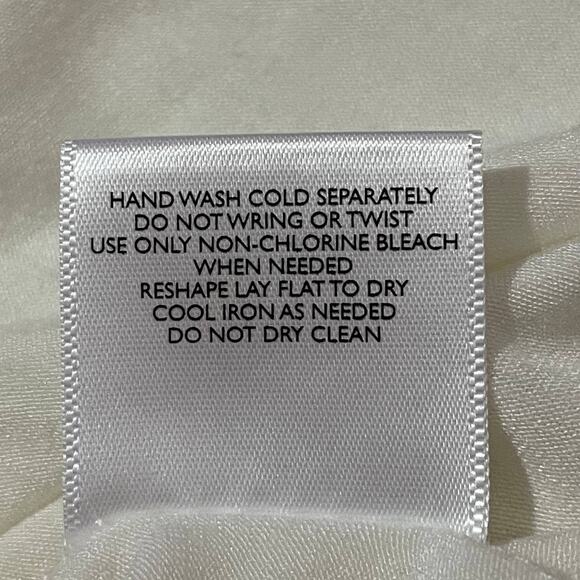 HAND WASH COLD SEPARATELY
DO NOT WRING OR TWIST
USE ONLY NON-CHLORINE BLEACH
WHEN NEEDED
RESHAPE LAY FLAT TO DRY
COOL IRON AS NEEDED
DO NOT DRY CLEAN